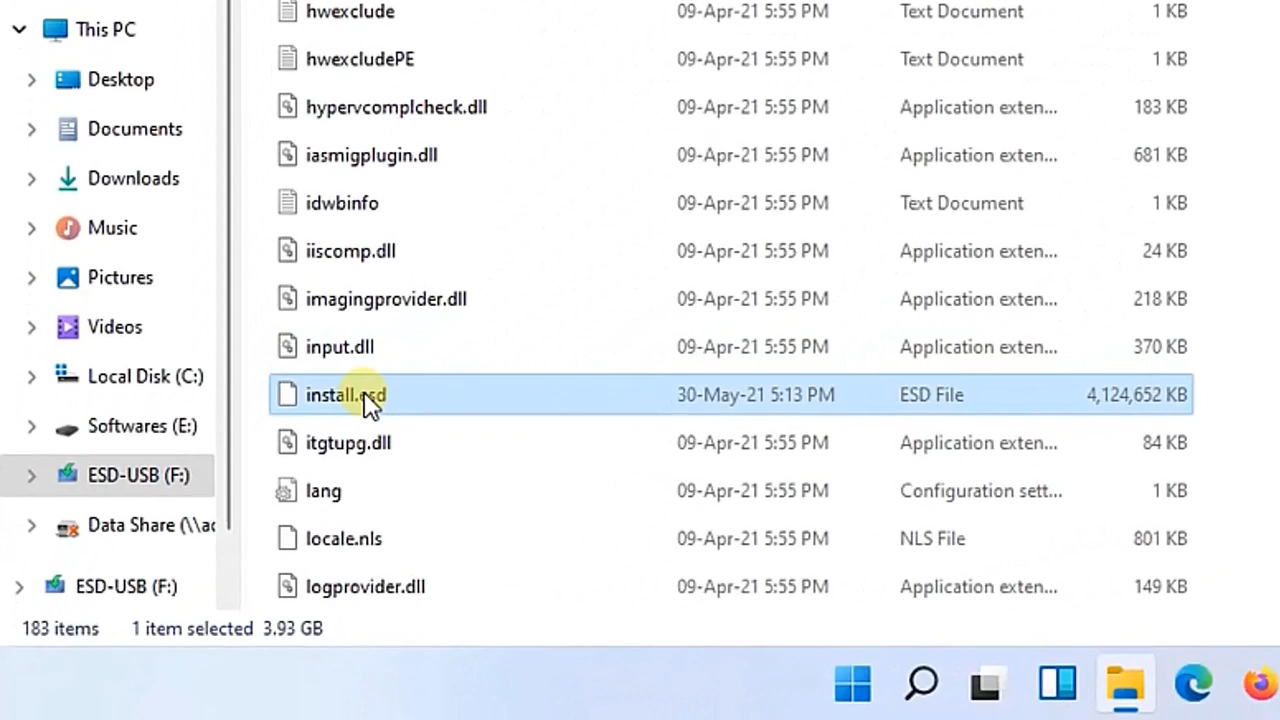 This PC
Desktop
Documents
Downloads
Music
Pictures
Videos
Local Disk (C:)
Softwares (E:)
ESD-USB (F:)
Data Share (\\ac
ESD-USB (F:)
hwexclude 09-Apr-21 5:55 PM Text Document 1 KB
hwexcludePE 09-Apr-21 5:55 PM Text Document 1 KB
hypervcomplcheck.dll 09-Apr-21 5:55 PM Application exten... 183 KB
iasmigplugin.dll 09-Apr-21 5:55 PM Application exten... 681 KB
idwbinfo 09-Apr-21 5:55 PM Text Document 1 KB
iiscomp.dll 09-Apr-21 5:55 PM Application exten... 24 KB
imagingprovider.dll 09-Apr-21 5:55 PM Application exten... 218 KB
input.dll 09-Apr-21 5:55 PM Application exten... 370 KB
install.esd 30-May-21 5:13 PM ESD File 4,124,652 KB
itgtupg.dll 09-Apr-21 5:55 PM Application exten... 84 KB
lang 09-Apr-21 5:55 PM Configuration sett... 1 KB
locale.nls 09-Apr-21 5:55 PM NLS File 801 KB
logprovider.dll 09-Apr-21 5:55 PM Application exten... 149 KB
183 items 1 item selected 3.93 GB